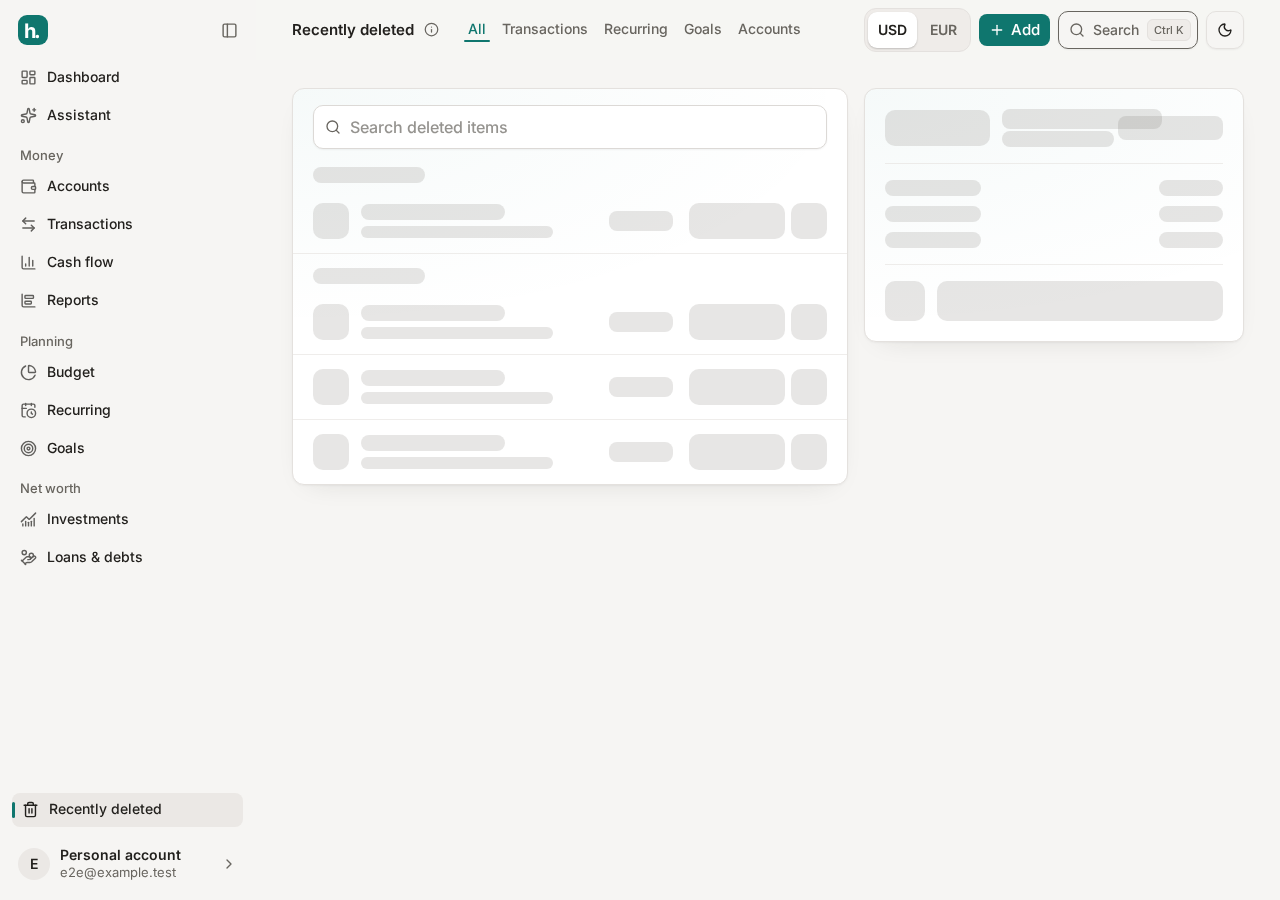 h.
Dashboard
Assistant
Money
Accounts
Transactions
Cash flow
Reports
Planning
Budget
Recurring
Goals
Net worth
Investments
Loans & debts
Recently deleted
E
Personal account
e2e@example.test
Recently deleted
All Transactions Recurring Goals Accounts
USD EUR
Add
Search Ctrl K
Search deleted items